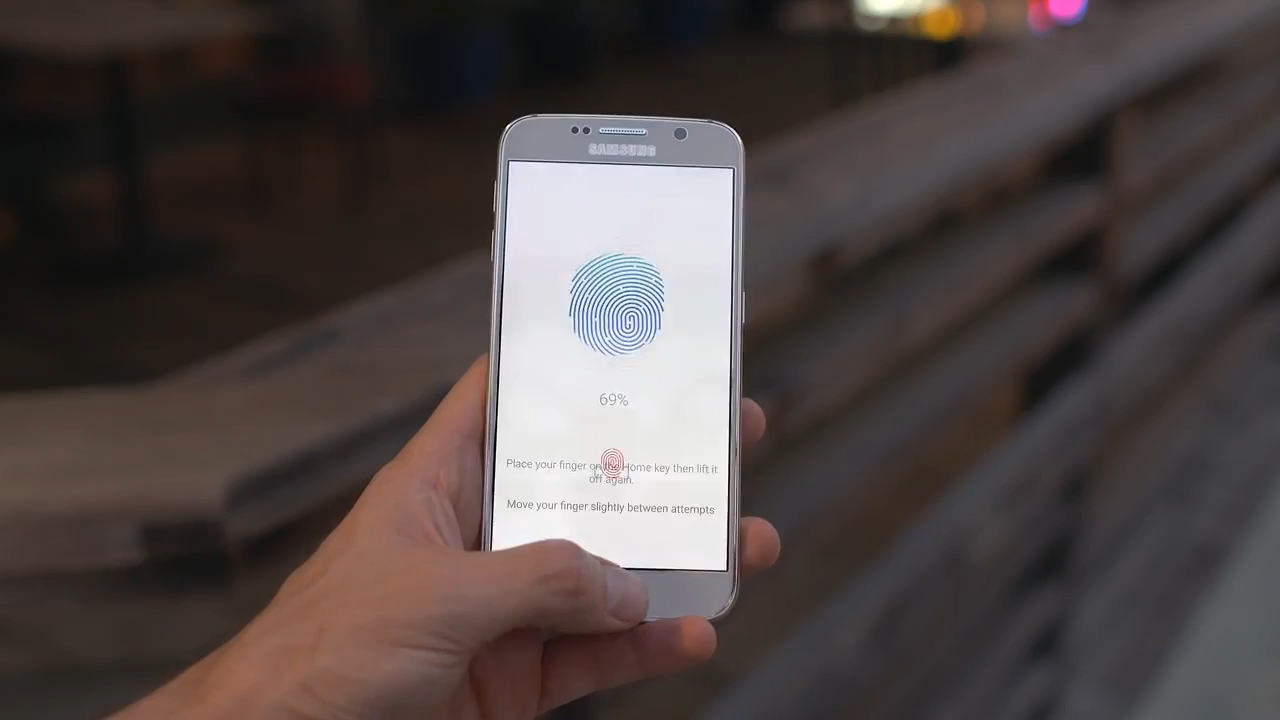 SAMSUNG
69%
Place your finger on the Home key then lift it
off again.
Move your finger slightly between attempts